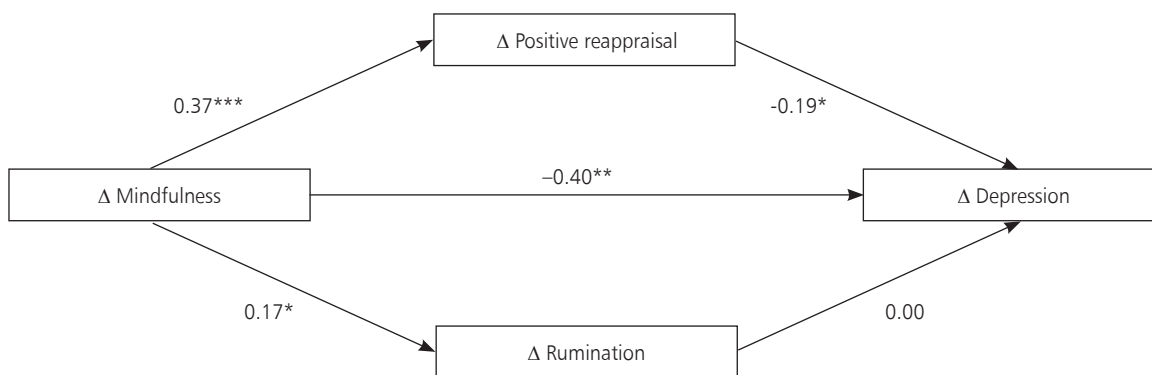 Δ Positive reappraisal
0.37***
-0.19*
Δ Mindfulness
–0.40**
Δ Depression
0.17*
0.00
Δ Rumination